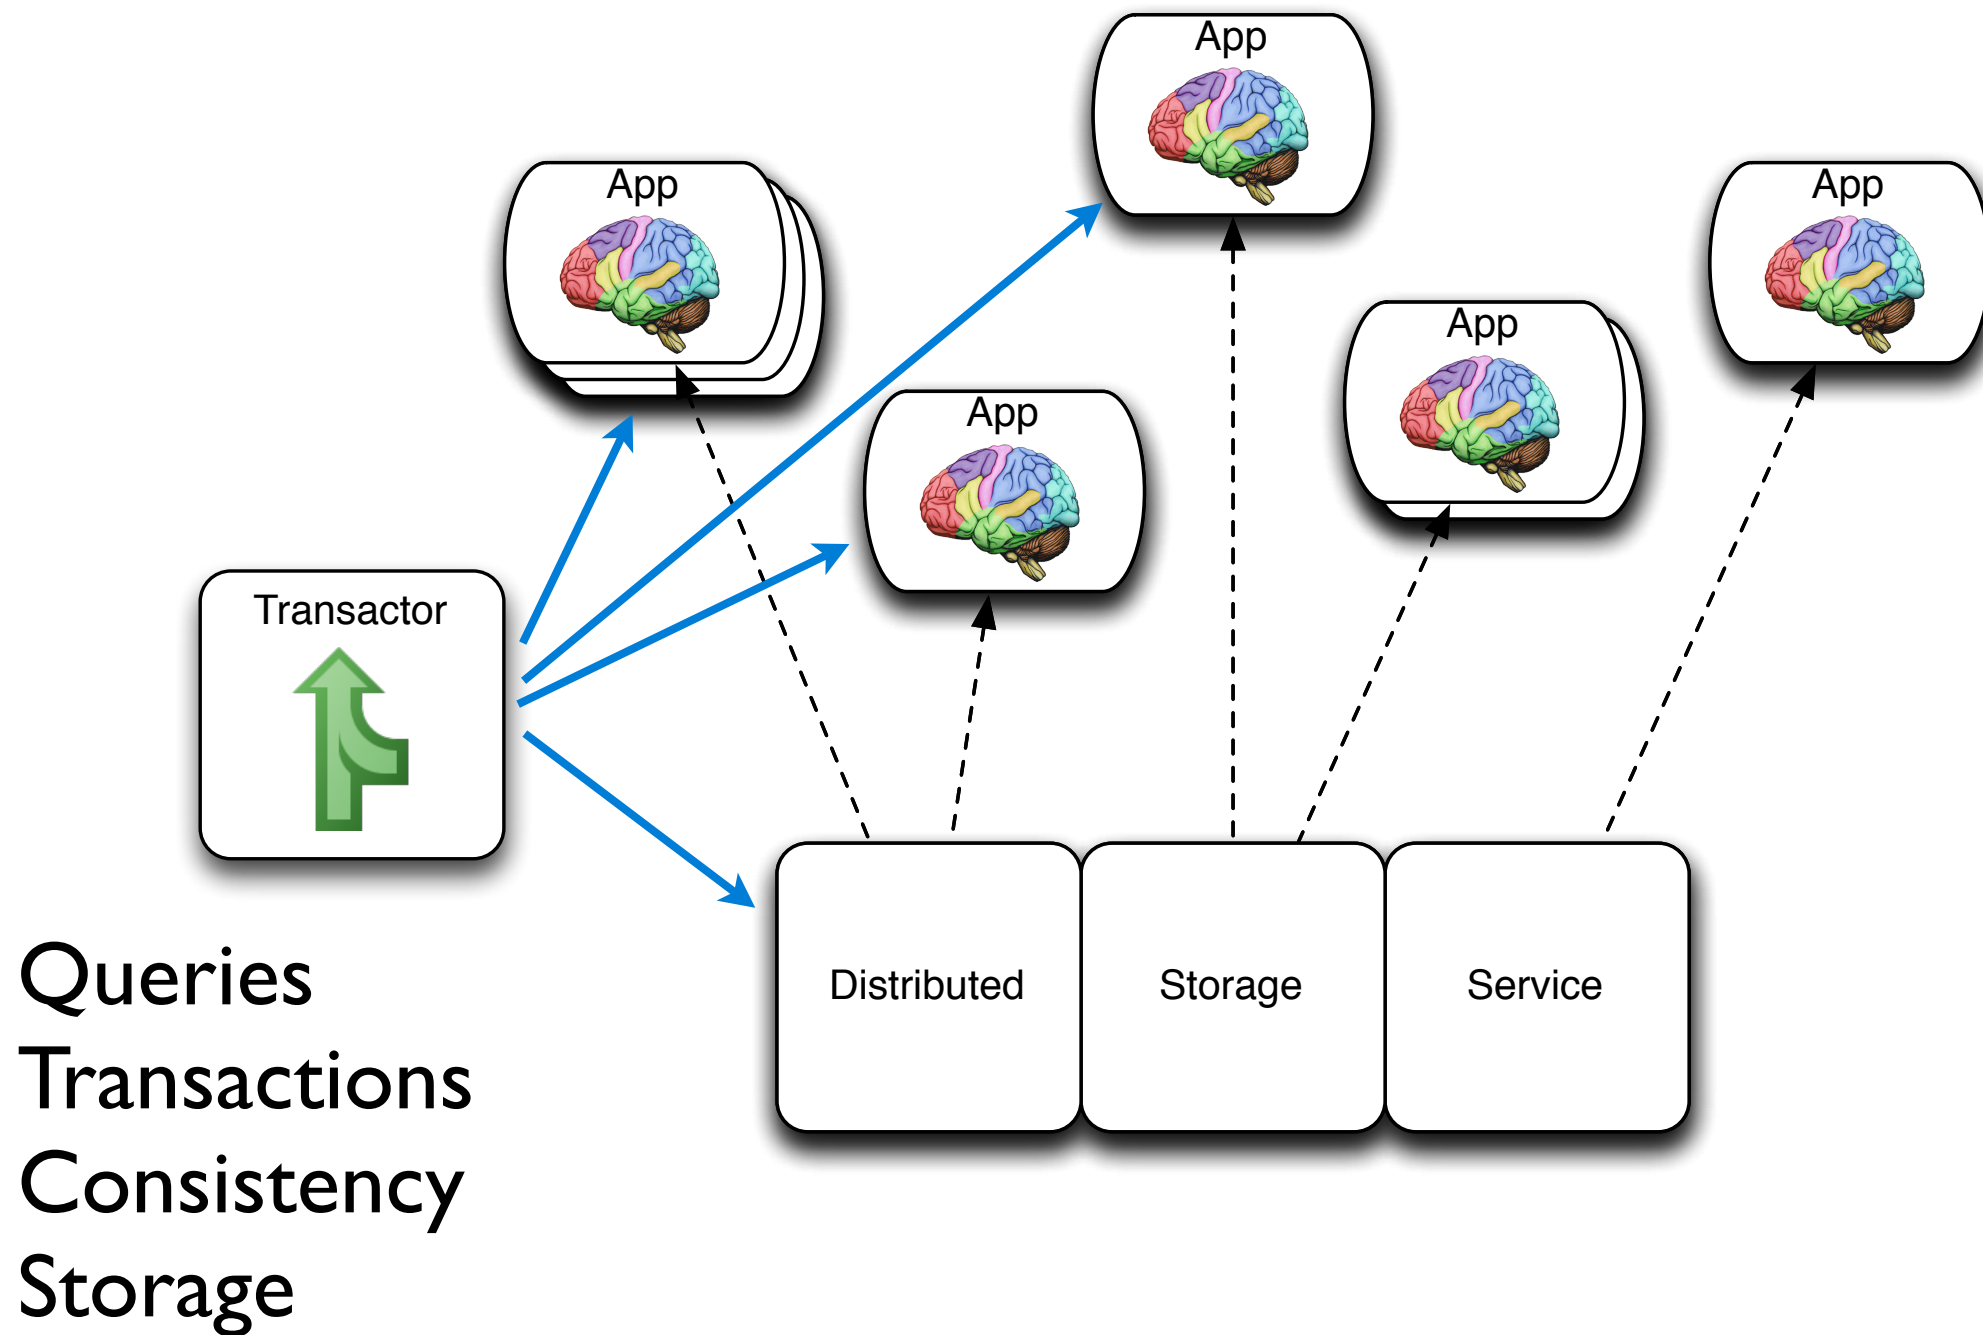 App
App
App
App
App
Transactor
Distributed
Storage
Service
Queries
Transactions
Consistency
Storage